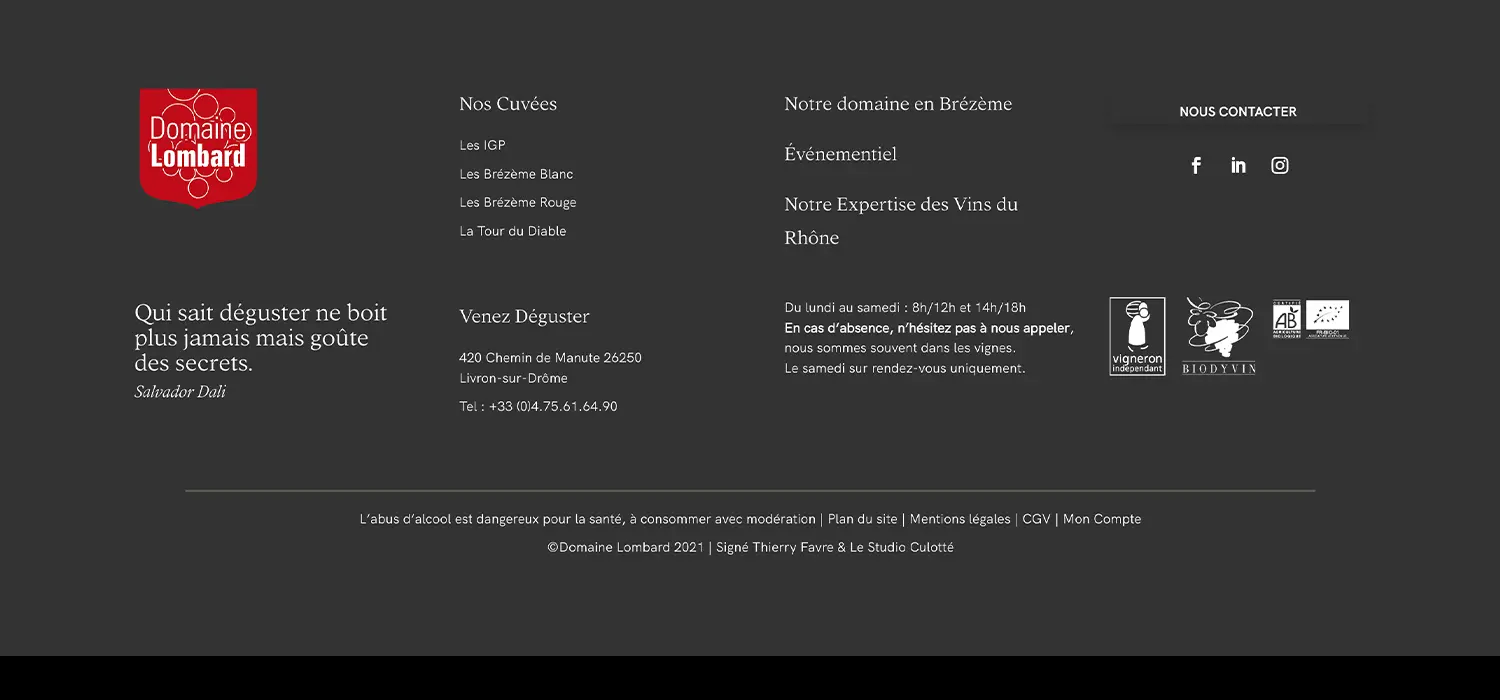 Domaine
Lombard
Nos Cuvées
Les IGP
Les Brézème Blanc
Les Brézème Rouge
La Tour du Diable
Notre domaine en Brézème
Événementiel
Notre Expertise des Vins du
Rhône
NOUS CONTACTER
Qui sait déguster ne boit
plus jamais mais goûte
des secrets.
Salvador Dali
Venez Déguster
420 Chemin de Manute 26250
Livron-sur-Drôme
Tel : +33 (0)4.75.61.64.90
Du lundi au samedi : 8h/12h et 14h/18h
En cas d’absence, n’hésitez pas à nous appeler,
nous sommes souvent dans les vignes.
Le samedi sur rendez-vous uniquement.
vigneron
indépendant
BIODYVIN
CERTIFIÉ
AB
AGRICULTURE
BIOLOGIQUE
FR-BIO-01
L’abus d’alcool est dangereux pour la santé, à consommer avec modération | Plan du site | Mentions légales | CGV | Mon Compte
©Domaine Lombard 2021 | Signé Thierry Favre & Le Studio Culotté